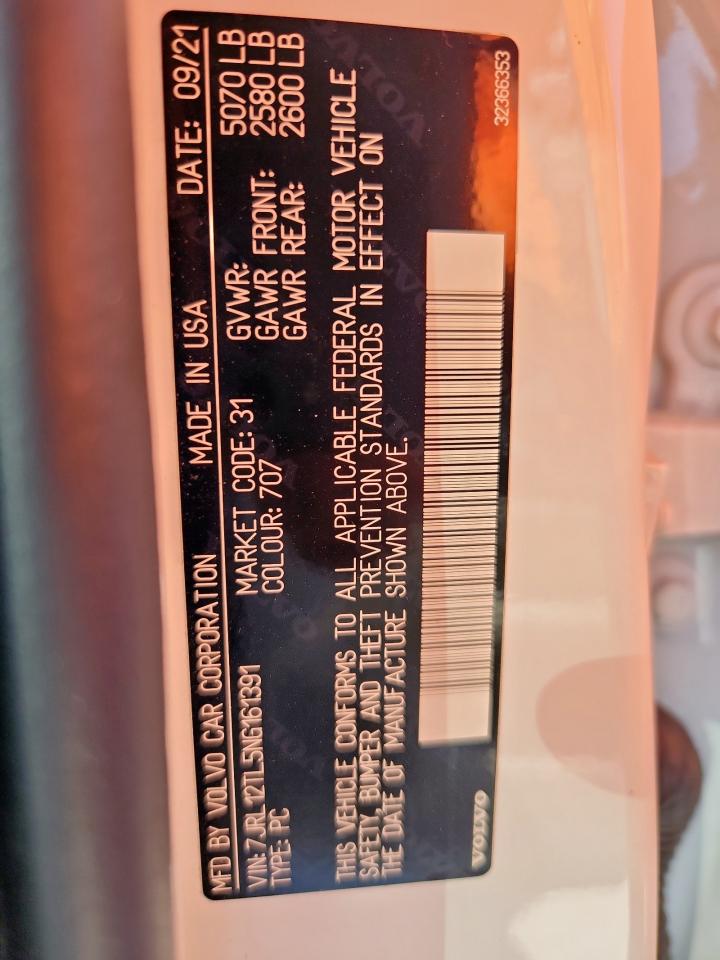 MFD BY VOLVO CAR CORPORATION MADE IN USA DATE: 09/21
VIN: 7JRL12TL5NG161391 MARKET CODE: 31 GVWR: 5070 LB
TYPE: PC COLOUR: 707 GAWR FRONT: 2580 LB
GAWR REAR: 2600 LB
THIS VEHICLE CONFORMS TO ALL APPLICABLE FEDERAL MOTOR VEHICLE
SAFETY, BUMPER AND THEFT PREVENTION STANDARDS IN EFFECT ON
THE DATE OF MANUFACTURE SHOWN ABOVE.
VOLVO 32366353